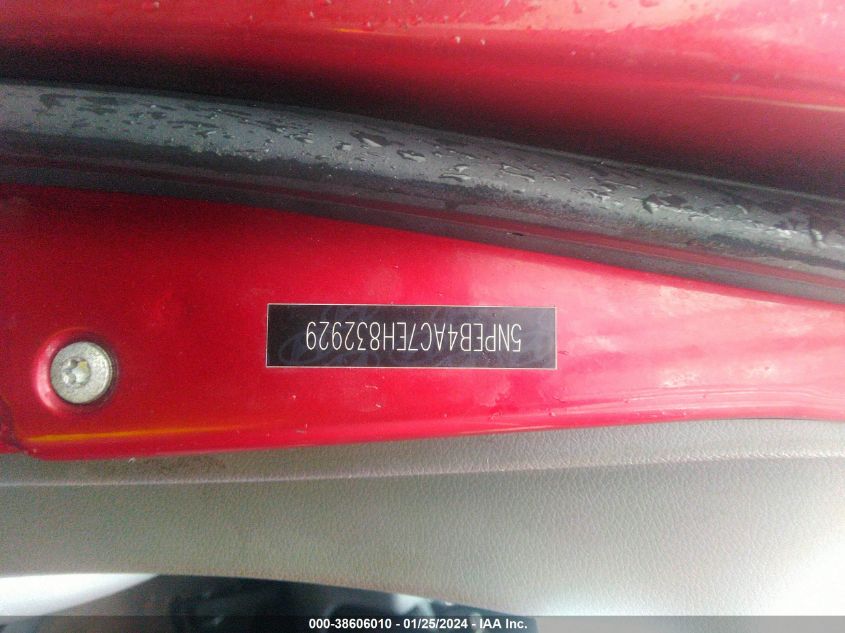 5NPEB4AC7EH832929
000-38606010 - 01/25/2024 - IAA Inc.